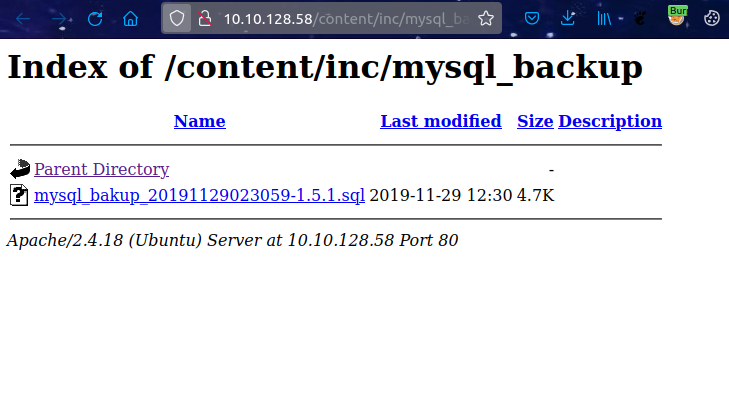 10.10.128.58/content/inc/mysql_ba
Bur
Index of /content/inc/mysql_backup
Name Last modified Size Description
Parent Directory -
mysql_bakup_20191129023059-1.5.1.sql 2019-11-29 12:30 4.7K
Apache/2.4.18 (Ubuntu) Server at 10.10.128.58 Port 80